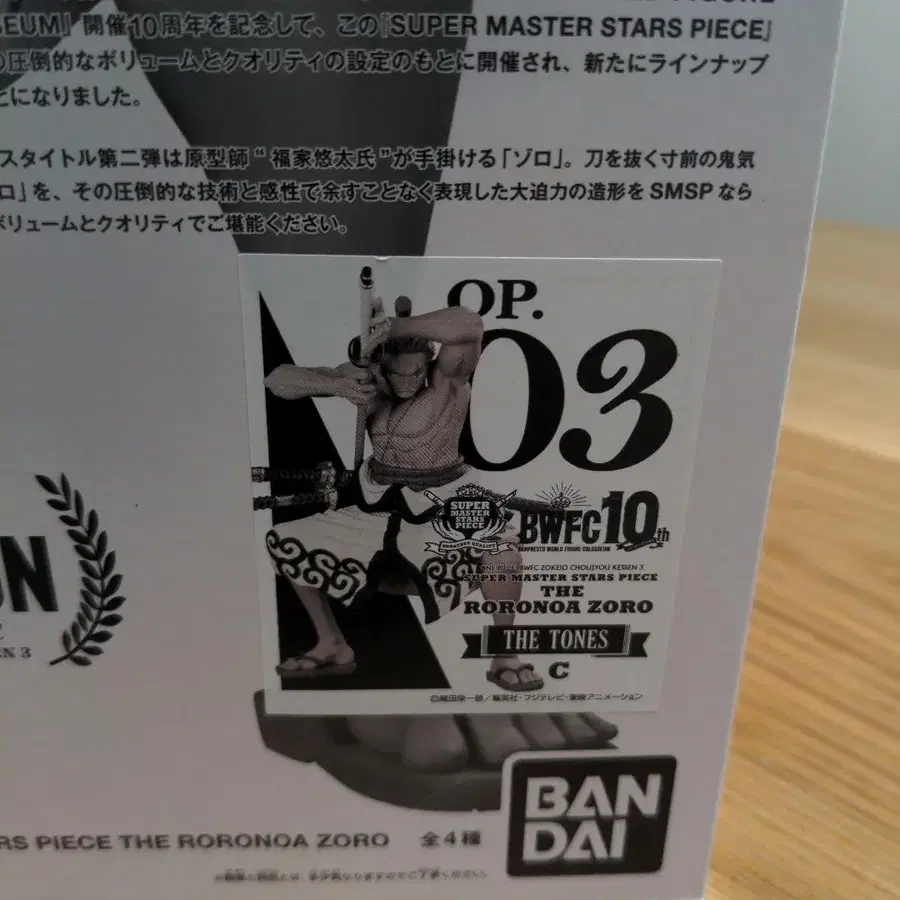 SEUM」開催10周年を記念して、この『SUPER MASTER STARS PIECE』
の圧倒的なボリュームとクオリティの設定のもとに開催され、新たにラインナップ
とになりました。
スタイトル第二弾は原型師“福家悠太氏”が手掛ける「ゾロ」。刀を抜く寸前の鬼気
ロ」を、その圧倒的な技術と感性で余すことなく表現した大迫力の造形をSMSPなら
ボリュームとクオリティでご堪能ください。
OP.
03
SUPER
MASTER
STARS
PIECE
BWFC10th
BANPRESTO WORLD FIGURE COLOSSEUM
ONE PIECE BWFC ZOKEIO CHOUJYOU KESSEN 3
SUPER MASTER STARS PIECE
THE
RORONOA ZORO
THE TONES
C
©尾田栄一郎/集英社・フジテレビ・東映アニメーション
EN 3
BAN
DAI
RS PIECE THE RORONOA ZORO 全4種